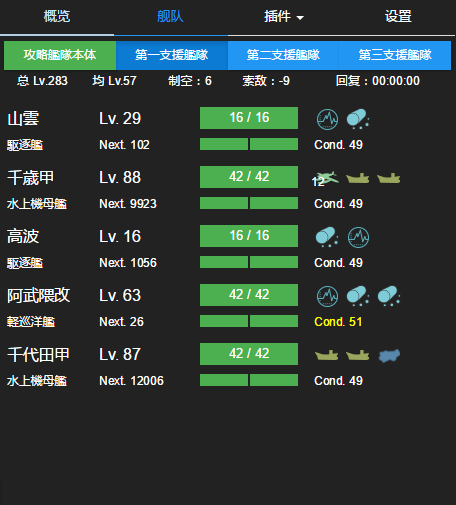 概览 舰队 插件 设置
攻略艦隊本体 第一支援艦隊 第二支援艦隊 第三支援艦隊
总 Lv.283 均 Lv.57 制空：6 索敌：-9 回复：00:00:00
山雲 Lv. 29 16 / 16
駆逐艦 Next. 102 Cond. 49
千歳甲 Lv. 88 42 / 42 12
水上機母艦 Next. 9923 Cond. 49
高波 Lv. 16 16 / 16
駆逐艦 Next. 1056 Cond. 49
阿武隈改 Lv. 63 42 / 42
軽巡洋艦 Next. 26 Cond. 51
千代田甲 Lv. 87 42 / 42
水上機母艦 Next. 12006 Cond. 49